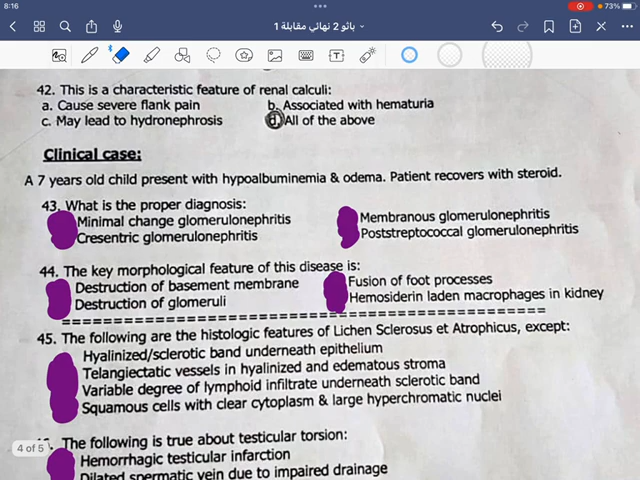 8:16
73%
باثو 2 نهائي مقابلة 1
42. This is a characteristic feature of renal calculi:
a. Cause severe flank pain b. Associated with hematuria
c. May lead to hydronephrosis d. All of the above
Clinical case:
A 7 years old child present with hypoalbuminemia & odema. Patient recovers with steroid.
43. What is the proper diagnosis:
Minimal change glomerulonephritis Membranous glomerulonephritis
Cresentric glomerulonephritis Poststreptococcal glomerulonephritis
44. The key morphological feature of this disease is:
Destruction of basement membrane Fusion of foot processes
Destruction of glomeruli Hemosiderin laden macrophages in kidney
45. The following are the histologic features of Lichen Sclerosus et Atrophicus, except:
Hyalinized/sclerotic band underneath epithelium
Telangiectatic vessels in hyalinized and edematous stroma
Variable degree of lymphoid infiltrate underneath sclerotic band
Squamous cells with clear cytoplasm & large hyperchromatic nuclei
4 of 5
The following is true about testicular torsion:
Hemorrhagic testicular infarction
Dilated spermatic vein due to impaired drainage